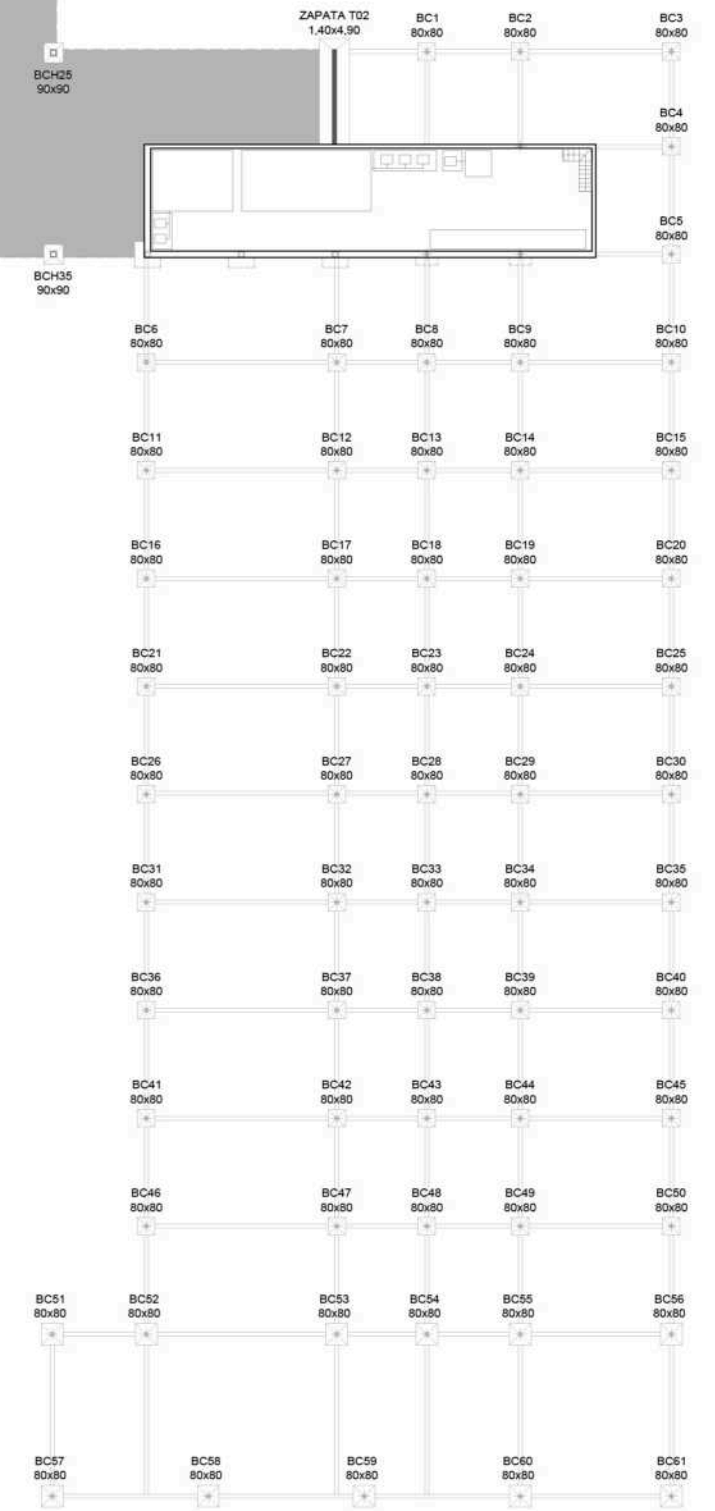 ZAPATA T02
1,40x4,90
BC1
80x80
BC2
80x80
BC3
80x80
BCH25
90x90
BC4
80x80
BC5
80x80
BCH35
90x90
BC6
80x80
BC7
80x80
BC8
80x80
BC9
80x80
BC10
80x80
BC11
80x80
BC12
80x80
BC13
80x80
BC14
80x80
BC15
80x80
BC16
80x80
BC17
80x80
BC18
80x80
BC19
80x80
BC20
80x80
BC21
80x80
BC22
80x80
BC23
80x80
BC24
80x80
BC25
80x80
BC26
80x80
BC27
80x80
BC28
80x80
BC29
80x80
BC30
80x80
BC31
80x80
BC32
80x80
BC33
80x80
BC34
80x80
BC35
80x80
BC36
80x80
BC37
80x80
BC38
80x80
BC39
80x80
BC40
80x80
BC41
80x80
BC42
80x80
BC43
80x80
BC44
80x80
BC45
80x80
BC46
80x80
BC47
80x80
BC48
80x80
BC49
80x80
BC50
80x80
BC51
80x80
BC52
80x80
BC53
80x80
BC54
80x80
BC55
80x80
BC56
80x80
BC57
80x80
BC58
80x80
BC59
80x80
BC60
80x80
BC61
80x80